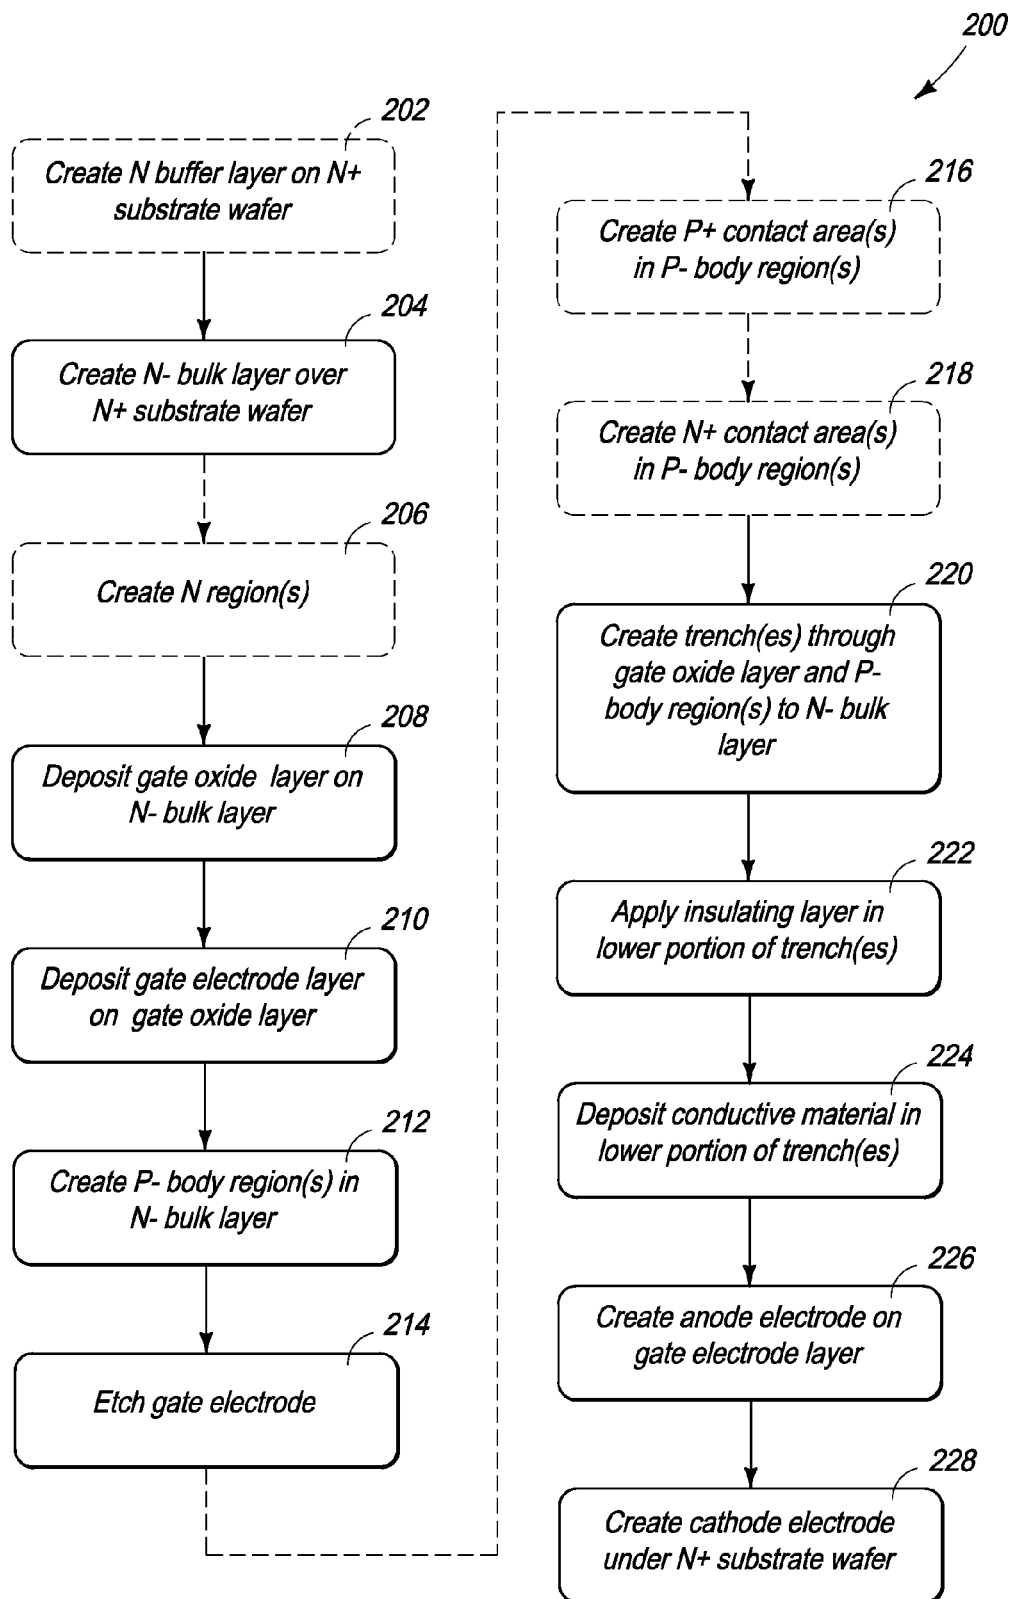 200
202
Create N buffer layer on N+
substrate wafer
204
Create N- bulk layer over
N+ substrate wafer
206
Create N region(s)
208
Deposit gate oxide layer on
N- bulk layer
210
Deposit gate electrode layer
on gate oxide layer
212
Create P- body region(s) in
N- bulk layer
214
Etch gate electrode
216
Create P+ contact area(s)
in P- body region(s)
218
Create N+ contact area(s)
in P- body region(s)
220
Create trench(es) through
gate oxide layer and P-
body region(s) to N- bulk
layer
222
Apply insulating layer in
lower portion of trench(es)
224
Deposit conductive material in
lower portion of trench(es)
226
Create anode electrode on
gate electrode layer
228
Create cathode electrode
under N+ substrate wafer